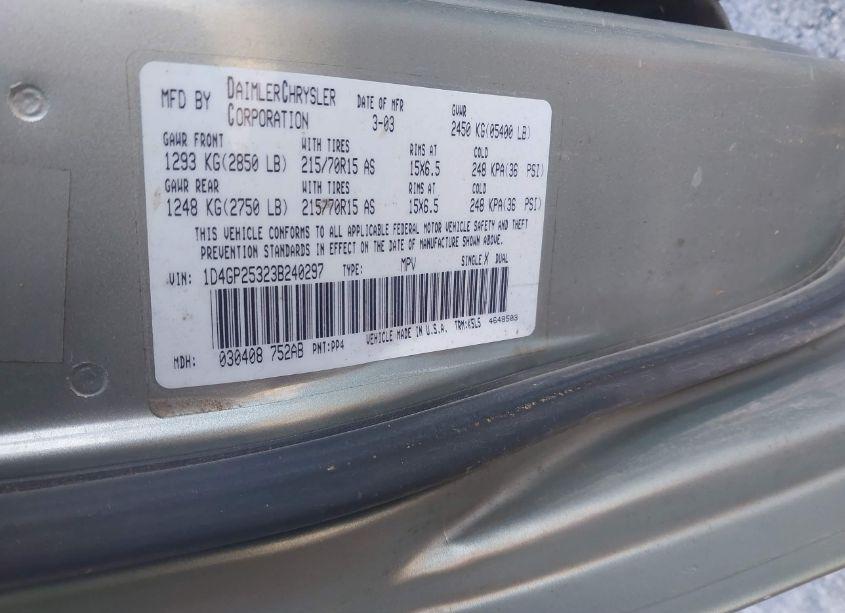 MFD BY DAIMLERCHRYSLER CORPORATION DATE OF MFR 3-03 GVWR 2450 KG(05400 LB)
GAWR FRONT WITH TIRES RIMS AT COLD
1293 KG(2850 LB) 215/70R15 AS 15X6.5 248 KPA(36 PSI)
GAWR REAR WITH TIRES RIMS AT COLD
1248 KG(2750 LB) 215/70R15 AS 15X6.5 248 KPA(36 PSI)
THIS VEHICLE CONFORMS TO ALL APPLICABLE FEDERAL MOTOR VEHICLE SAFETY AND THEFT
PREVENTION STANDARDS IN EFFECT ON THE DATE OF MANUFACTURE SHOWN ABOVE.
VIN: 1D4GP25323B240297 TYPE: MPV SINGLE X DUAL
MDH: 030408 752AB PNT:PP4 VEHICLE MADE IN U.S.A. TRM:K5L5 4648503